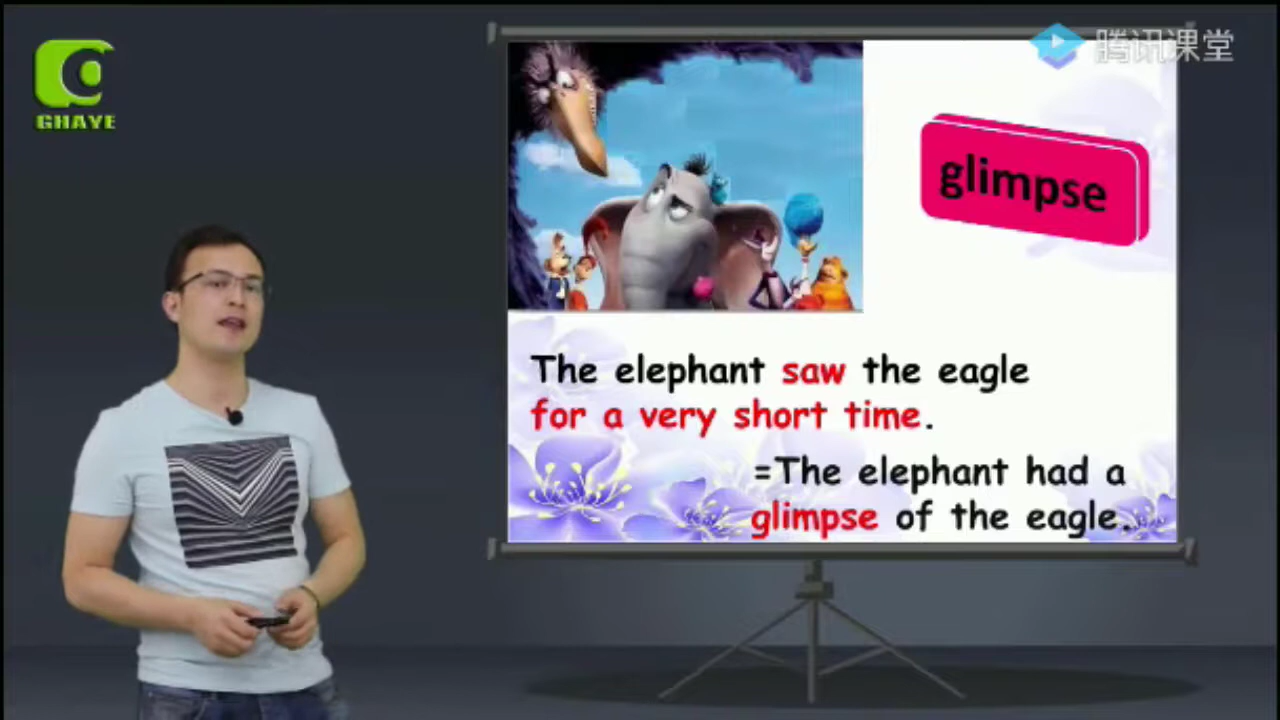 GHAYE
腾讯课堂
glimpse
The elephant saw the eagle
for a very short time.
=The elephant had a
glimpse of the eagle.